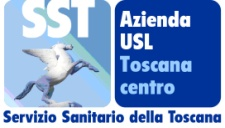 SST
Azienda
USL
Toscana
centro
Servizio Sanitario della Toscana